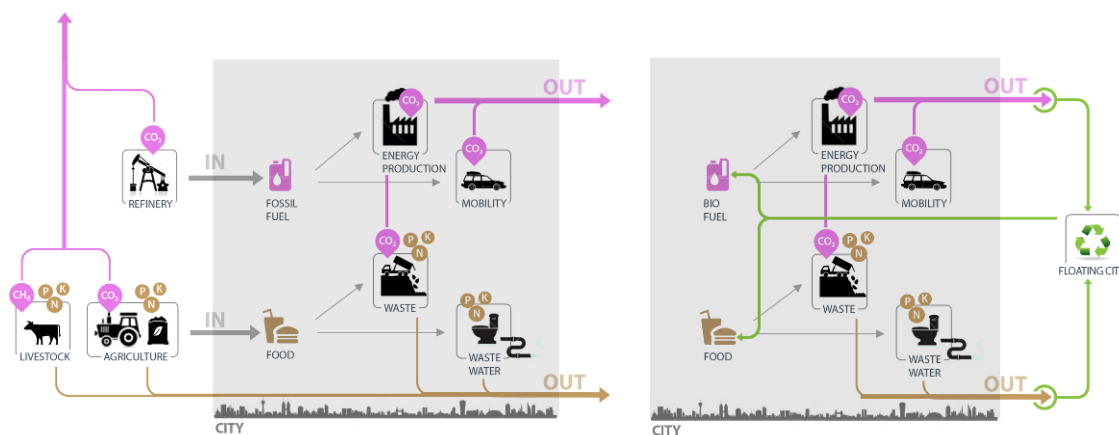 OUT
OUT
CO₂
CO₂
CO₂
CO₂
CO₂
ENERGY
PRODUCTION
ENERGY
PRODUCTION
IN
REFINERY
FOSSIL
FUEL
MOBILITY
BIO
FUEL
MOBILITY
CO₂
P
K
N
CO₂
P
K
N
FLOATING CIT
CH₄
P
K
N
CO₂
P
K
N
WASTE
P
K
N
WASTE
P
K
N
IN
LIVESTOCK
AGRICULTURE
FOOD
WASTE
WATER
FOOD
WASTE
WATER
OUT
OUT
CITY
CITY